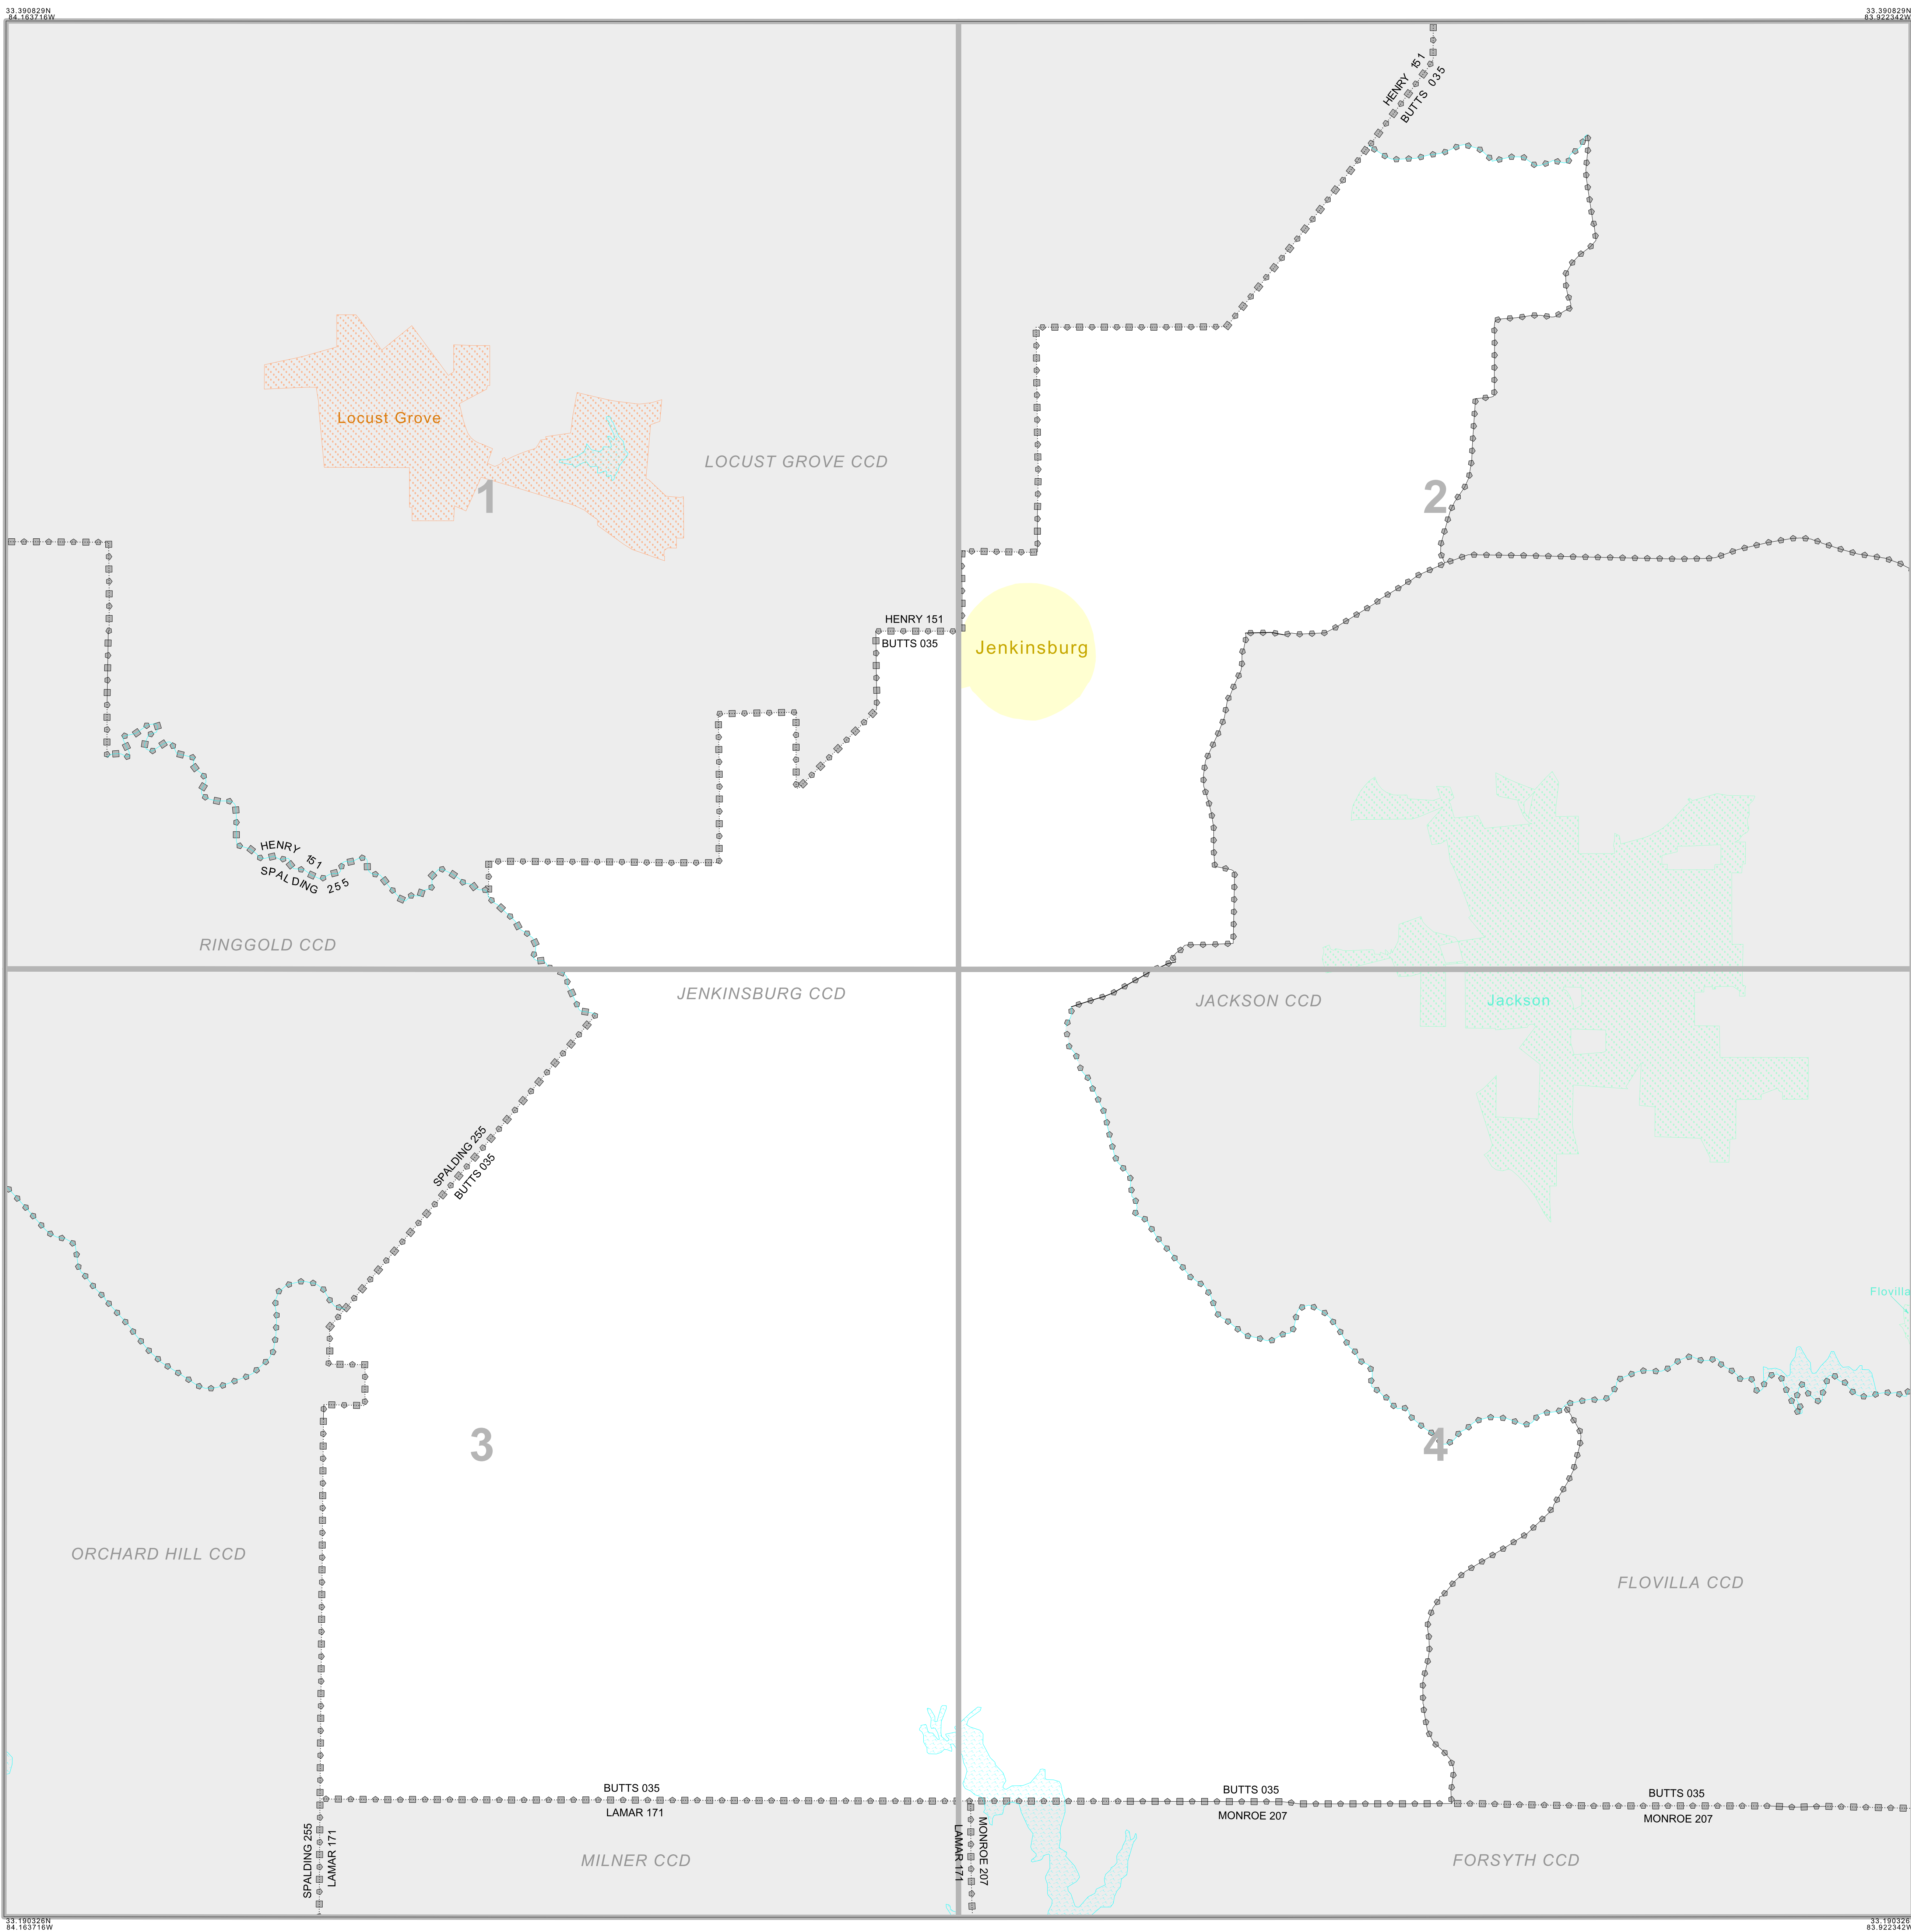 33.390829N
84.163716W
33.390829N
83.922342W
HENRY 151
BUTTS 035
Locust Grove
LOCUST GROVE CCD
1
2
HENRY 151
BUTTS 035
Jenkinsburg
HENRY 151
SPALDING 255
RINGGOLD CCD
JENKINSBURG CCD
JACKSON CCD
Jackson
SPALDING 255
BUTTS 035
Flovilla
3
4
ORCHARD HILL CCD
FLOVILLA CCD
BUTTS 035
LAMAR 171
BUTTS 035
MONROE 207
BUTTS 035
MONROE 207
SPALDING 255
LAMAR 171
LAMAR 171
MONROE 207
MILNER CCD
FORSYTH CCD
33.190326N
84.163716W
33.190326
83.922342W